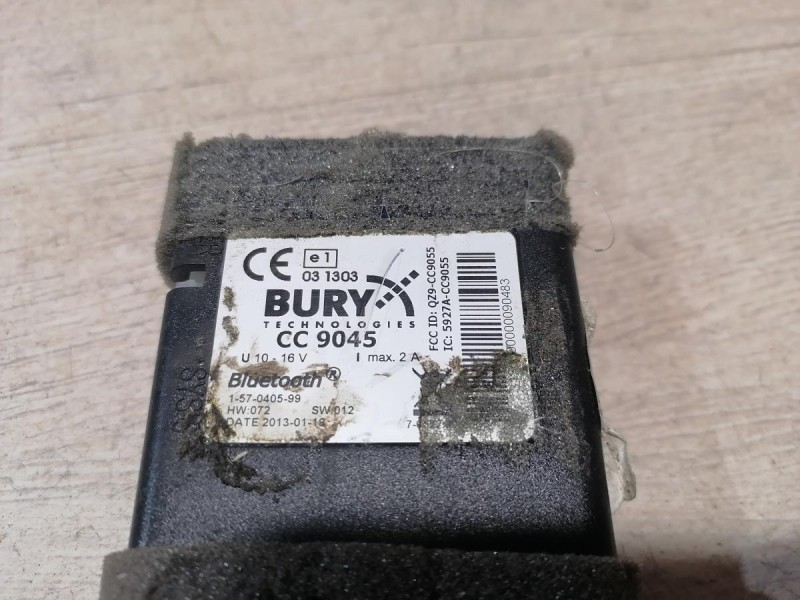 CE e1
03 1303
BURY
TECHNOLOGIES
CC 9045
U 10 - 16 V I max. 2 A
Bluetooth®
1-57-0405-99
HW:072 SW:012
DATE 2013-01-18
FCC ID: QZ9-CC9055
IC: 5927A-CC9055